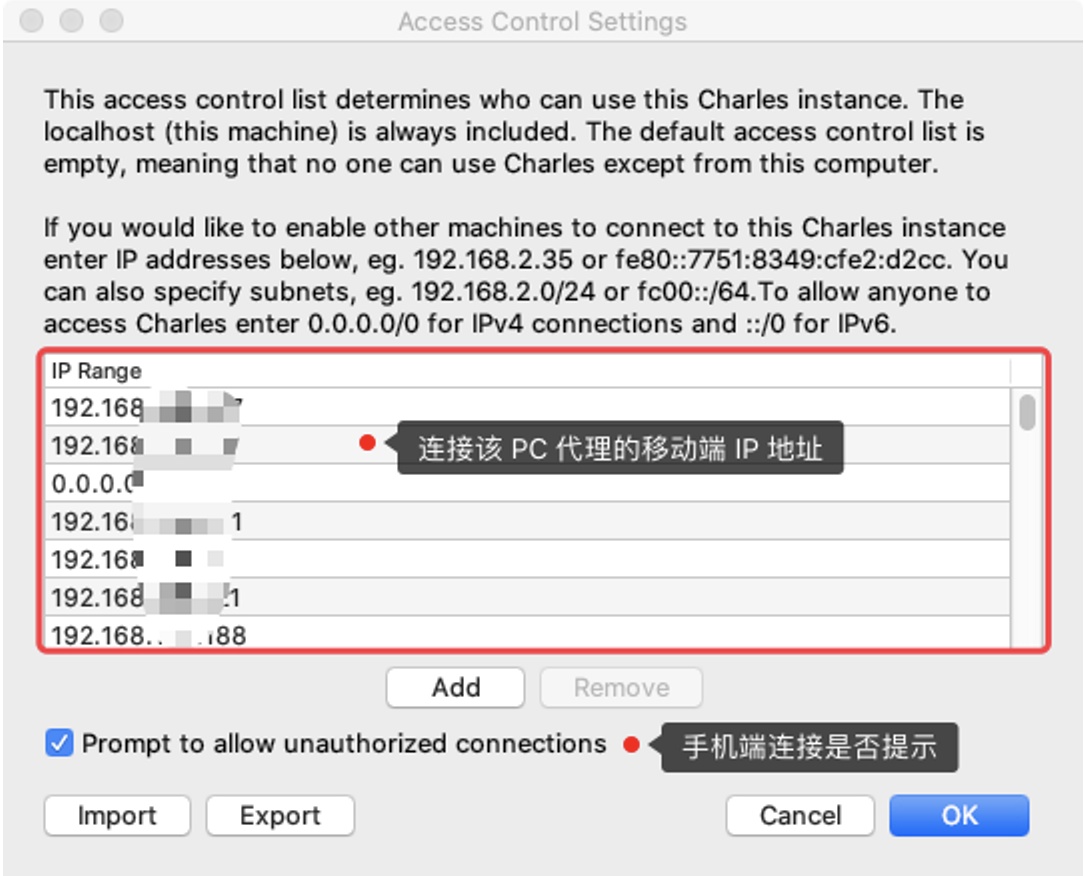 Access Control Settings
This access control list determines who can use this Charles instance. The
localhost (this machine) is always included. The default access control list is
empty, meaning that no one can use Charles except from this computer.
If you would like to enable other machines to connect to this Charles instance
enter IP addresses below, eg. 192.168.2.35 or fe80::7751:8349:cfe2:d2cc. You
can also specify subnets, eg. 192.168.2.0/24 or fc00::/64.To allow anyone to
access Charles enter 0.0.0.0/0 for IPv4 connections and ::/0 for IPv6.
IP Range
192.168
192.168
连接该 PC 代理的移动端 IP 地址
0.0.0.0
192.168 1
192.168
192.168 1
192.168. 188
Add
Remove
Prompt to allow unauthorized connections
手机端连接是否提示
Import
Export
Cancel
OK